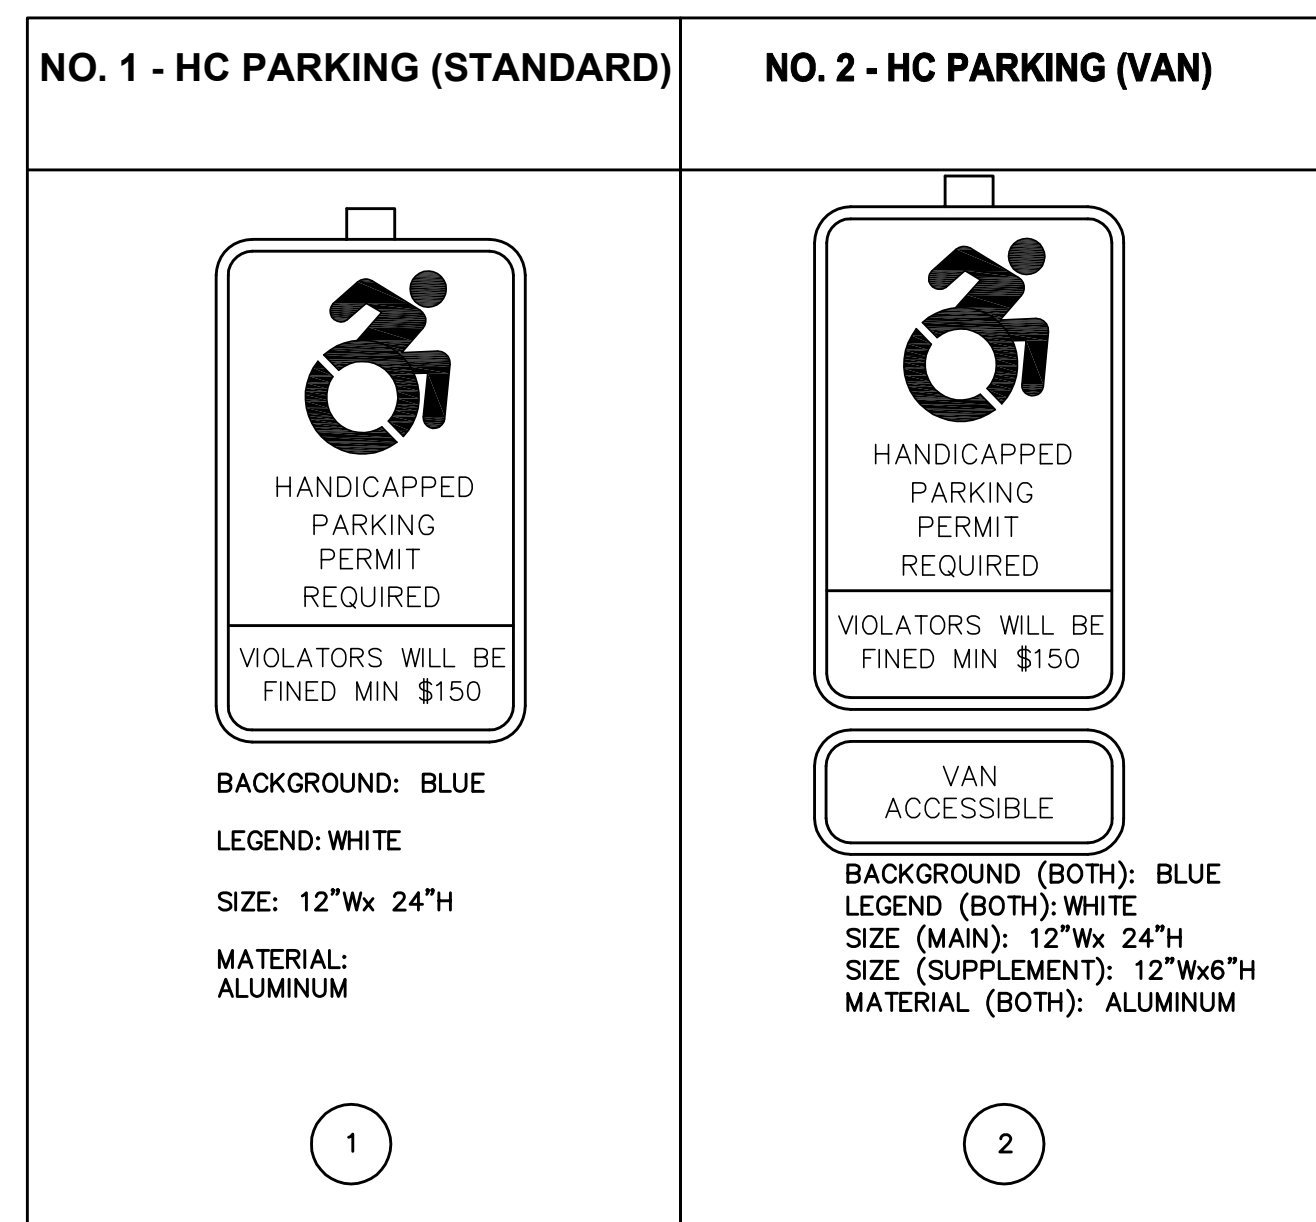 NO. 1 - HC PARKING (STANDARD)
HANDICAPPED
PARKING
PERMIT
REQUIRED
VIOLATORS WILL BE
FINED MIN $150
BACKGROUND: BLUE
LEGEND: WHITE
SIZE: 12”Wx 24”H
MATERIAL:
ALUMINUM
1
NO. 2 - HC PARKING (VAN)
HANDICAPPED
PARKING
PERMIT
REQUIRED
VIOLATORS WILL BE
FINED MIN $150
VAN
ACCESSIBLE
BACKGROUND (BOTH): BLUE
LEGEND (BOTH): WHITE
SIZE (MAIN): 12”Wx 24”H
SIZE (SUPPLEMENT): 12”Wx6”H
MATERIAL (BOTH): ALUMINUM
2